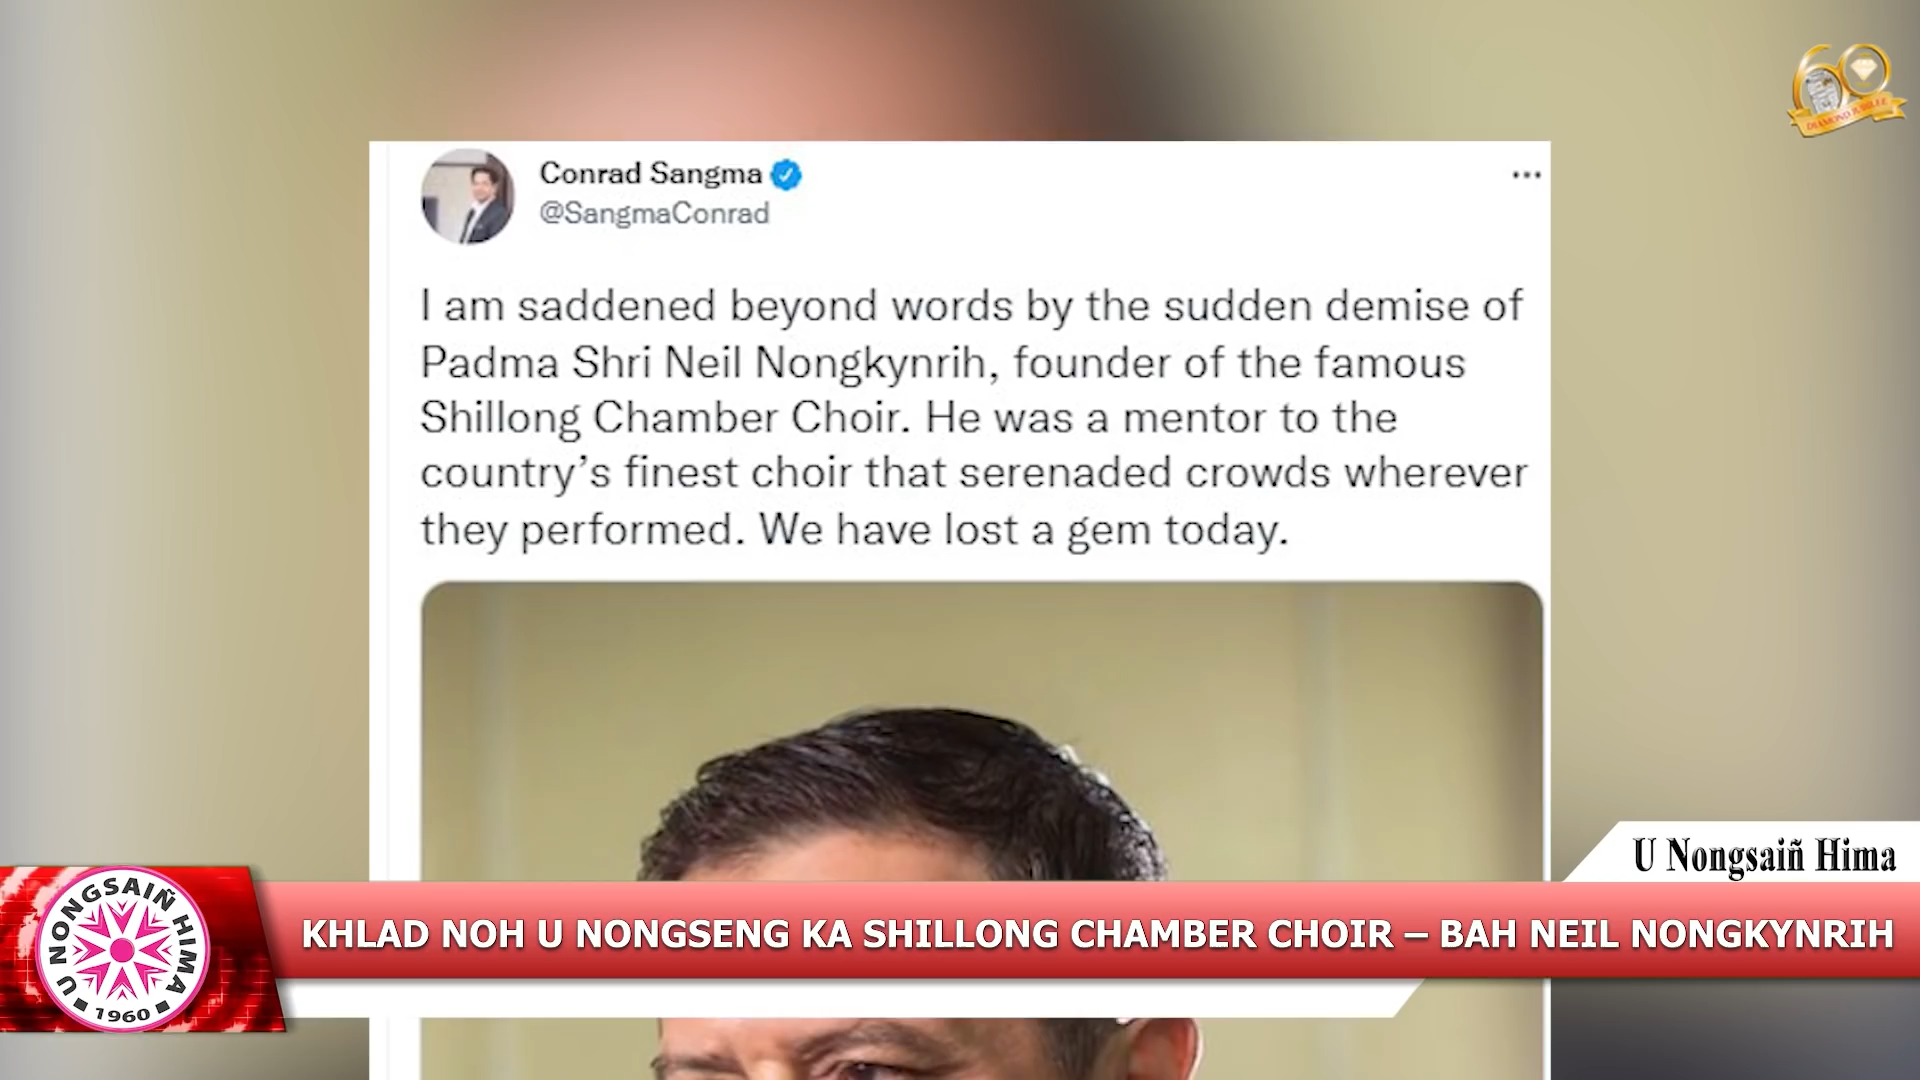 60
DIAMOND JUBILEE
Conrad Sangma
@SangmaConrad
I am saddened beyond words by the sudden demise of
Padma Shri Neil Nongkynrih, founder of the famous
Shillong Chamber Choir. He was a mentor to the
country’s finest choir that serenaded crowds wherever
they performed. We have lost a gem today.
U Nongsaiñ Hima
U NONGSAIÑ HIMA
1960
KHLAD NOH U NONGSENG KA SHILLONG CHAMBER CHOIR – BAH NEIL NONGKYNRIH